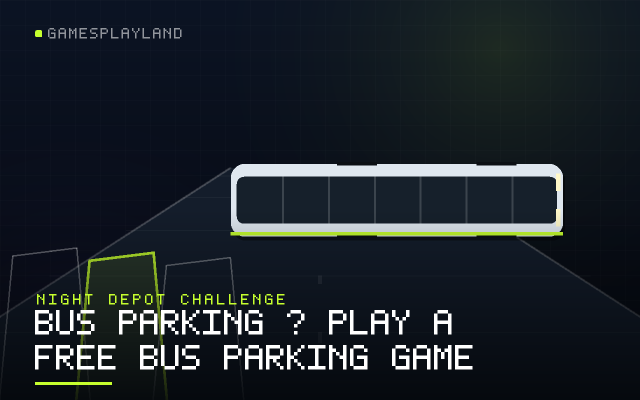 GAMESPLAYLAND
NIGHT DEPOT CHALLENGE
BUS PARKING ? PLAY A
FREE BUS PARKING GAME